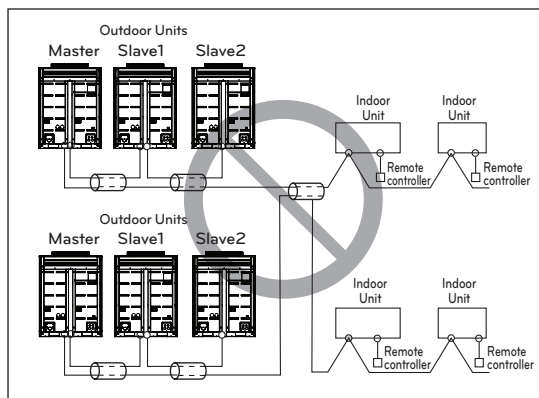 Outdoor Units
Master Slave1 Slave2
Indoor
Unit
Indoor
Unit
Remote
controller
Remote
controller
Outdoor Units
Master Slave1 Slave2
Indoor
Unit
Indoor
Unit
Remote
controller
Remote
controller